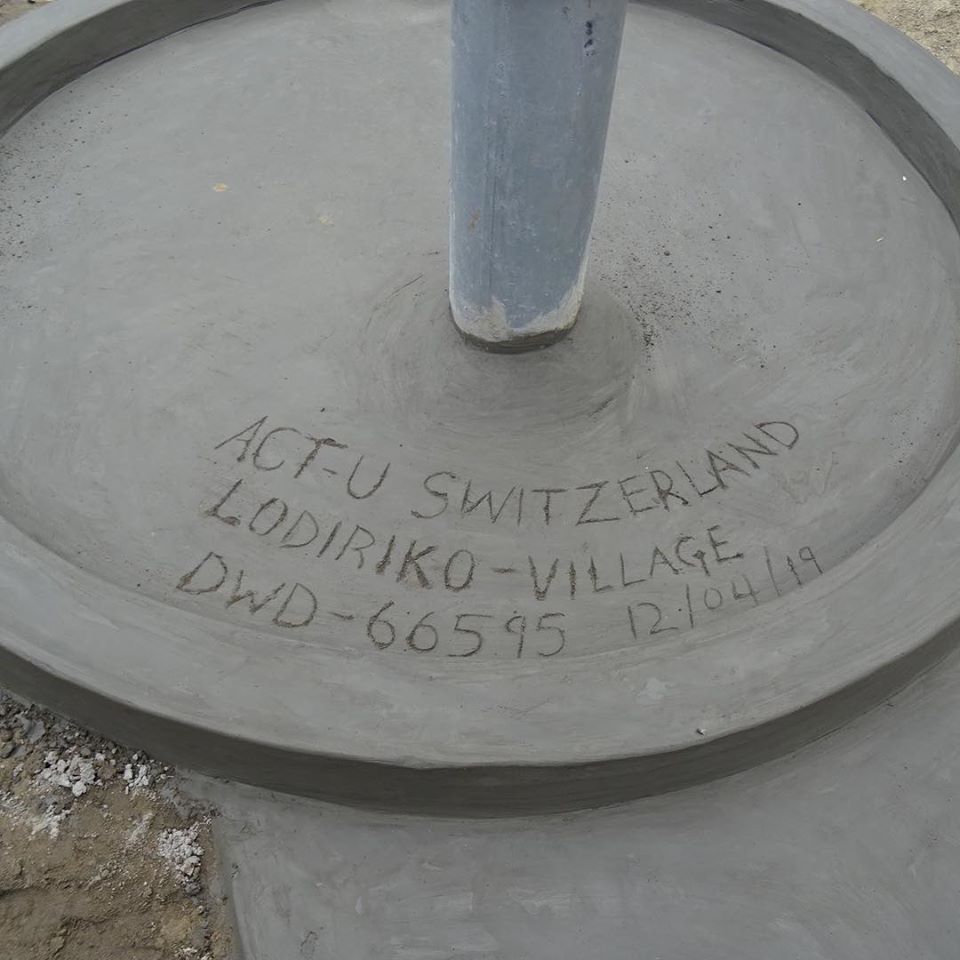 ACT-U SWITZERLAND
LODIRIKO-VILLAGE
DWD-66595 12/04/19